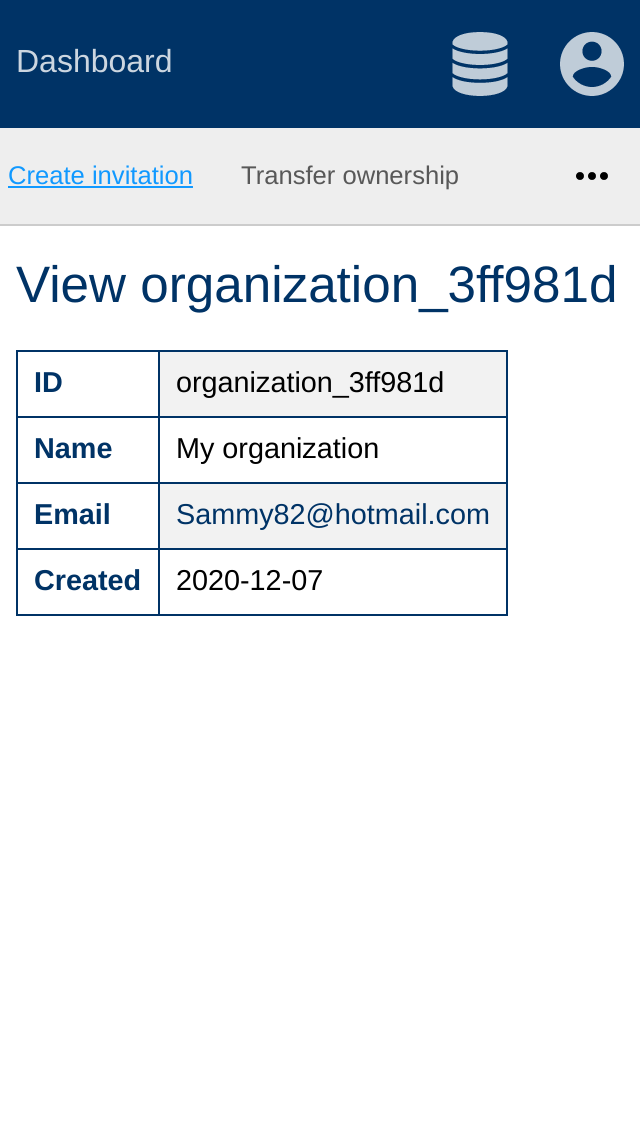 Dashboard
Create invitation Transfer ownership
View organization_3ff981d
ID organization_3ff981d
Name My organization
Email Sammy82@hotmail.com
Created 2020-12-07